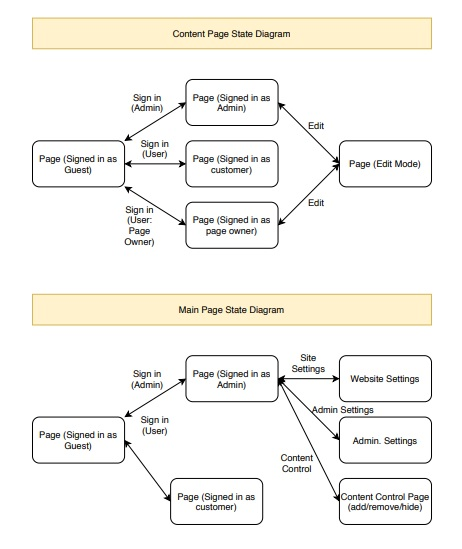 Content Page State Diagram
Sign in
(Admin)
Page (Signed in as
Admin)
Edit
Sign in
(User)
Page (Signed in as
Guest)
Page (Signed in as
customer)
Page (Edit Mode)
Sign in
(User:
Page
Owner)
Page (Signed in as
page owner)
Edit
Main Page State Diagram
Sign in
(Admin)
Page (Signed in as
Admin)
Site
Settings
Website Settings
Admin Settings
Sign in
(User)
Page (Signed in as
Guest)
Admin. Settings
Content
Control
Page (Signed in as
customer)
Content Control Page
(add/remove/hide)